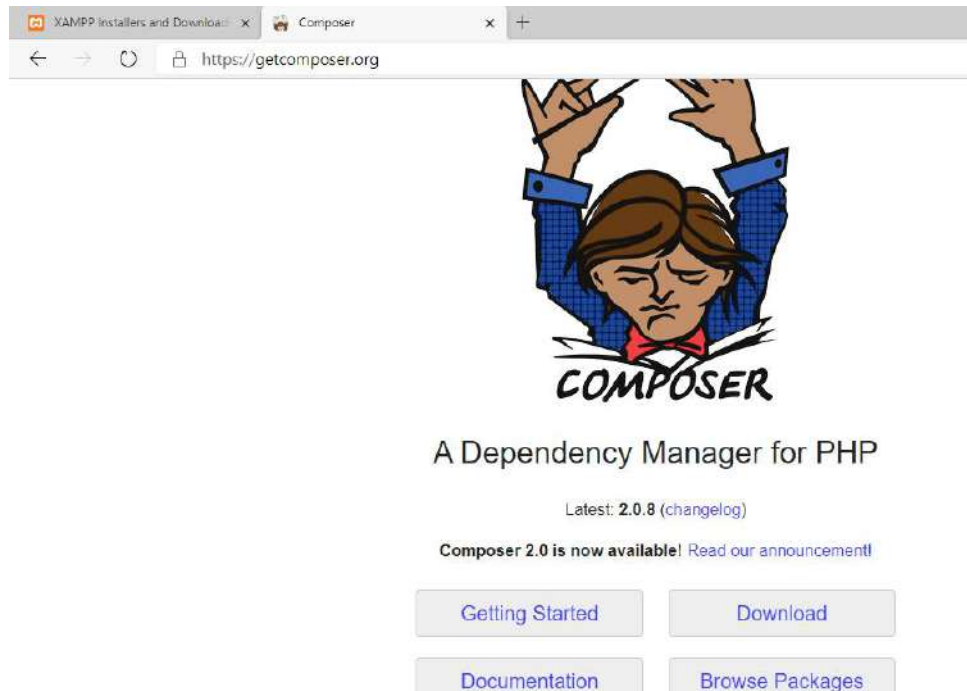 XAMPP Installers and Download
Composer
https://getcomposer.org
COMPOSER
A Dependency Manager for PHP
Latest: 2.0.8 (changelog)
Composer 2.0 is now available! Read our announcement!
Getting Started Download
Documentation Browse Packages